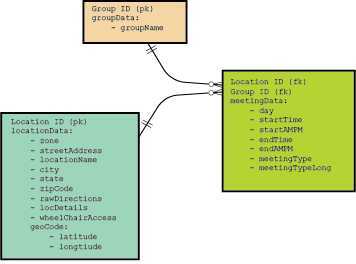 Group ID (pk)
groupData:
- groupName
Location ID (fk)
Group ID (fk)
meetingData:
- day
- startTime
- startAMPM
- endTime
- endAMPM
- meetingType
- meetingTypeLong
Location ID (pk)
locationData:
- zone
- streetAddress
- locationName
- city
- state
- zipCode
- rawDirections
- locDetails
- wheelChairAccess
geoCode:
- latitude
- longtiude